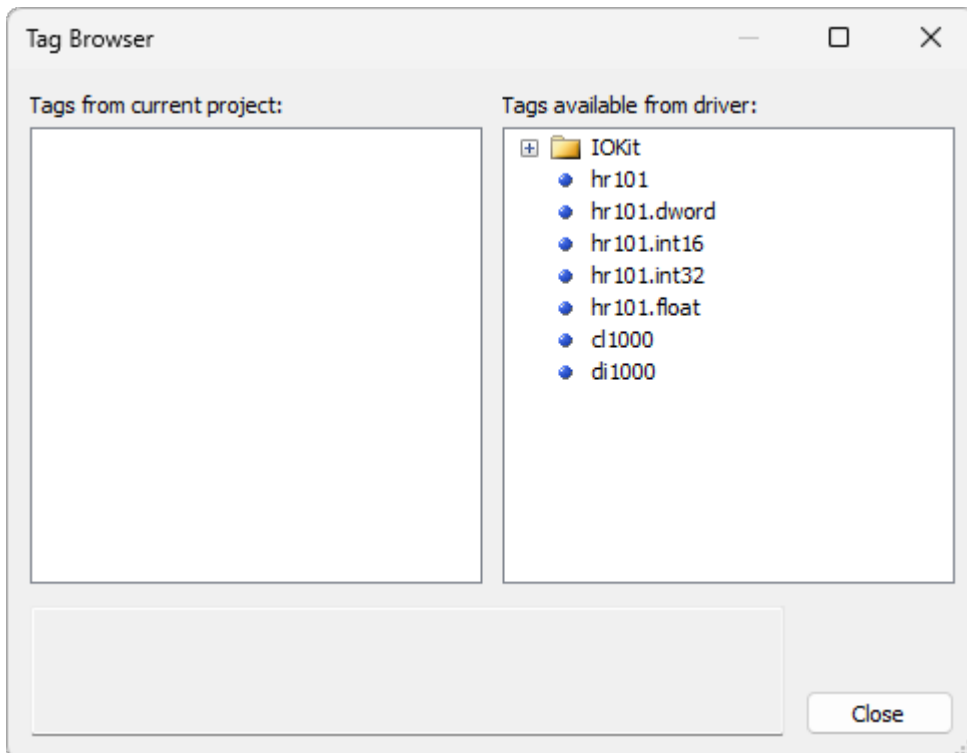 Tag Browser
Tags from current project:
Tags available from driver:
IOKit
hr101
hr101.dword
hr101.int16
hr101.int32
hr101.float
cl1000
di1000
Close